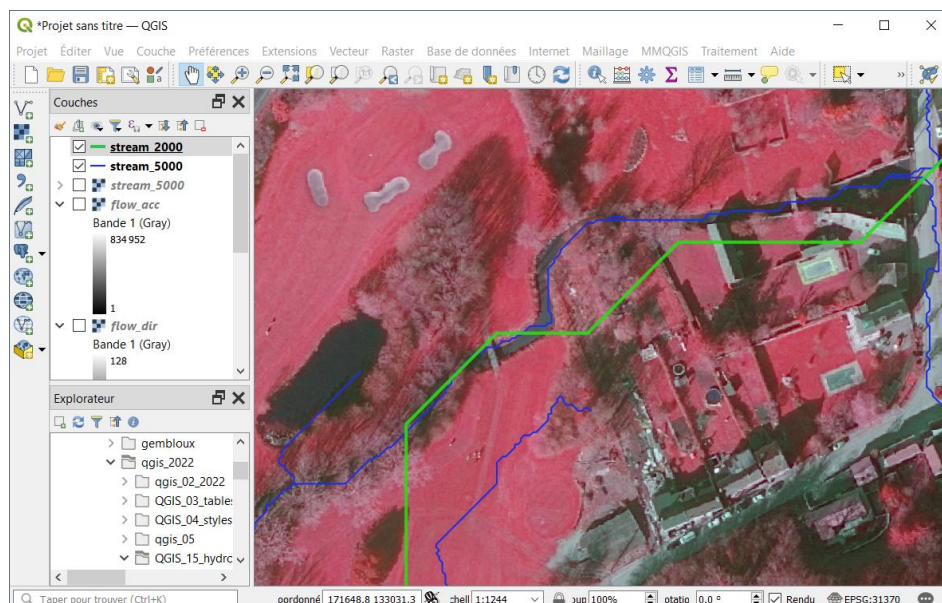 *Projet sans titre — QGIS
Projet Éditer Vue Couche Préférences Extensions Vecteur Raster Base de données Internet Maillage MMQGIS Traitement Aide
Couches
stream_2000
stream_5000
stream_5000
flow_acc
Bande 1 (Gray)
834 952
1
flow_dir
Bande 1 (Gray)
128
Explorateur
gembloux
qgis_2022
qgis_02_2022
QGIS_03_tables
QGIS_04_styles
qgis_05
QGIS_15_hydrc
Taper pour trouver (Ctrl+K) oordonné 171648.8 133031.3 chell 1:1244 oup 100% otatio 0.0 ° Rendu EPSG:31370